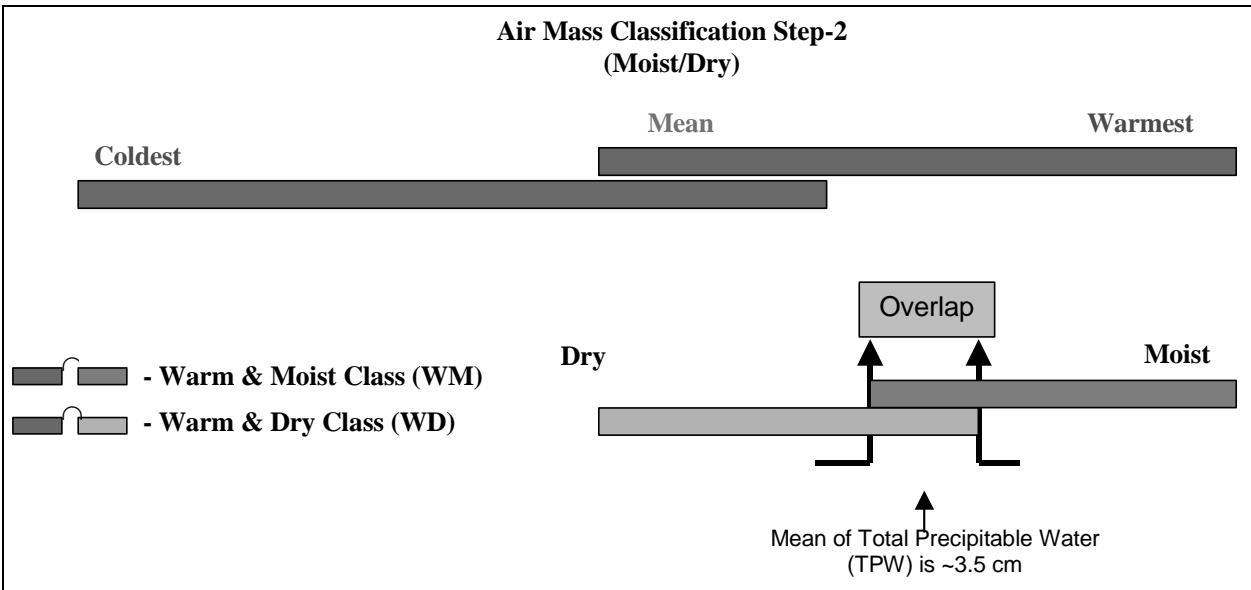 Air Mass Classification Step-2
(Moist/Dry)
Mean
Warmest
Coldest
Overlap
Dry
Moist
- Warm & Moist Class (WM)
- Warm & Dry Class (WD)
Mean of Total Precipitable Water
(TPW) is ~3.5 cm